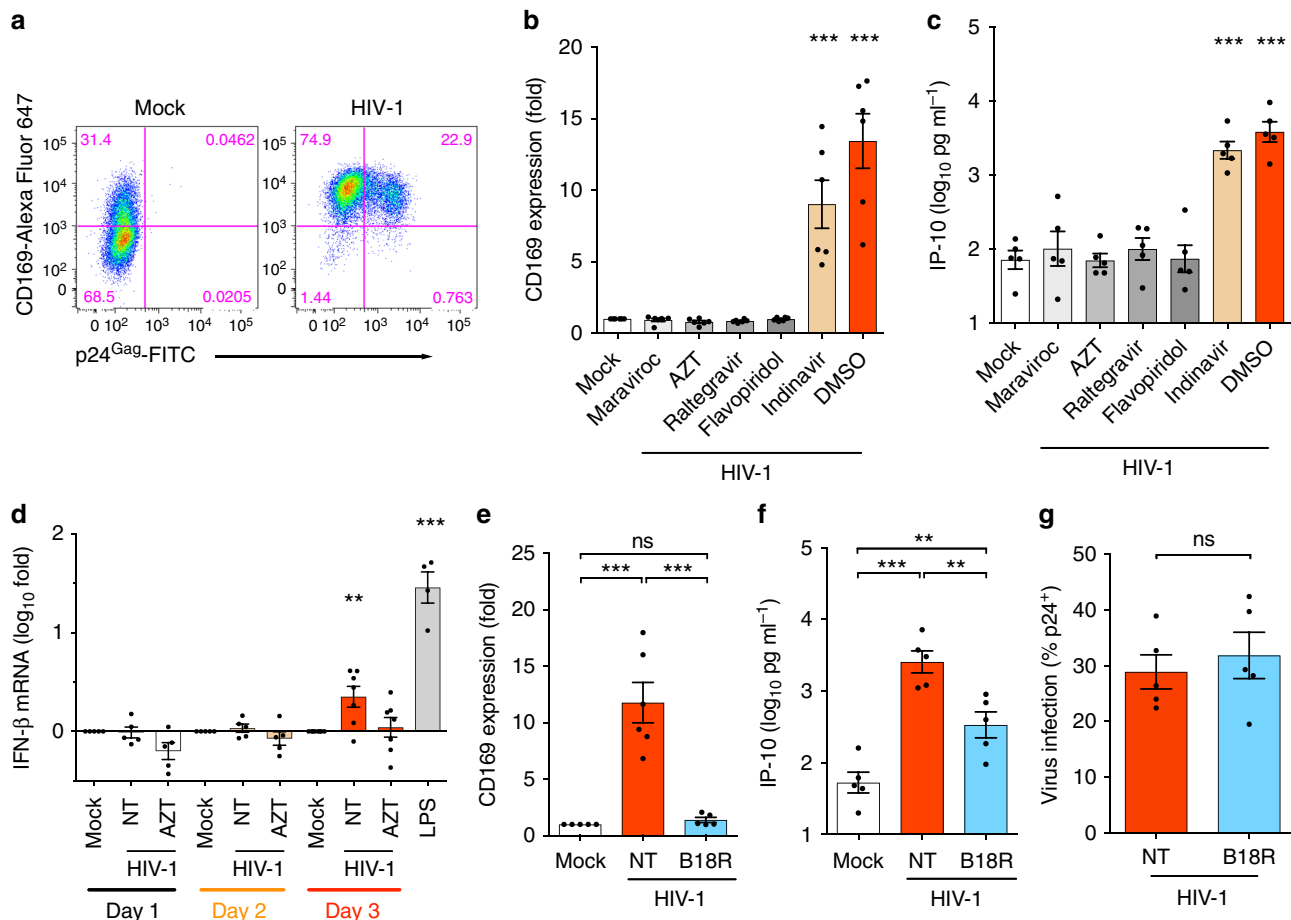 a
Mock
HIV-1
CD169-Alexa Fluor 647
10⁵
10⁴
10³
10²
0
31.4
0.0462
68.5
0.0205
0 10² 10³ 10⁴ 10⁵
10⁵
10⁴
10³
10²
0
74.9
22.9
1.44
0.763
0 10² 10³ 10⁴ 10⁵
p24ᴳᵃᵍ-FITC
b
CD169 expression (fold)
20
15
10
5
0
*** ***
Mock
Maraviroc
AZT
Raltegravir
Flavopiridol
Indinavir
DMSO
HIV-1
c
IP-10 (log₁₀ pg ml⁻¹)
5
4
3
2
1
*** ***
Mock
Maraviroc
AZT
Raltegravir
Flavopiridol
Indinavir
DMSO
HIV-1
d
IFN-β mRNA (log₁₀ fold)
2
1
0
**
***
Mock
NT
AZT
Mock
NT
AZT
Mock
NT
AZT
LPS
HIV-1 HIV-1 HIV-1
Day 1 Day 2 Day 3
e
CD169 expression (fold)
25
20
15
10
5
0
ns
*** ***
Mock NT B18R
HIV-1
f
IP-10 (log₁₀ pg ml⁻¹)
5
4
3
2
1
**
*** **
Mock NT B18R
HIV-1
g
Virus infection (% p24⁺)
50
40
30
20
10
0
ns
NT B18R
HIV-1